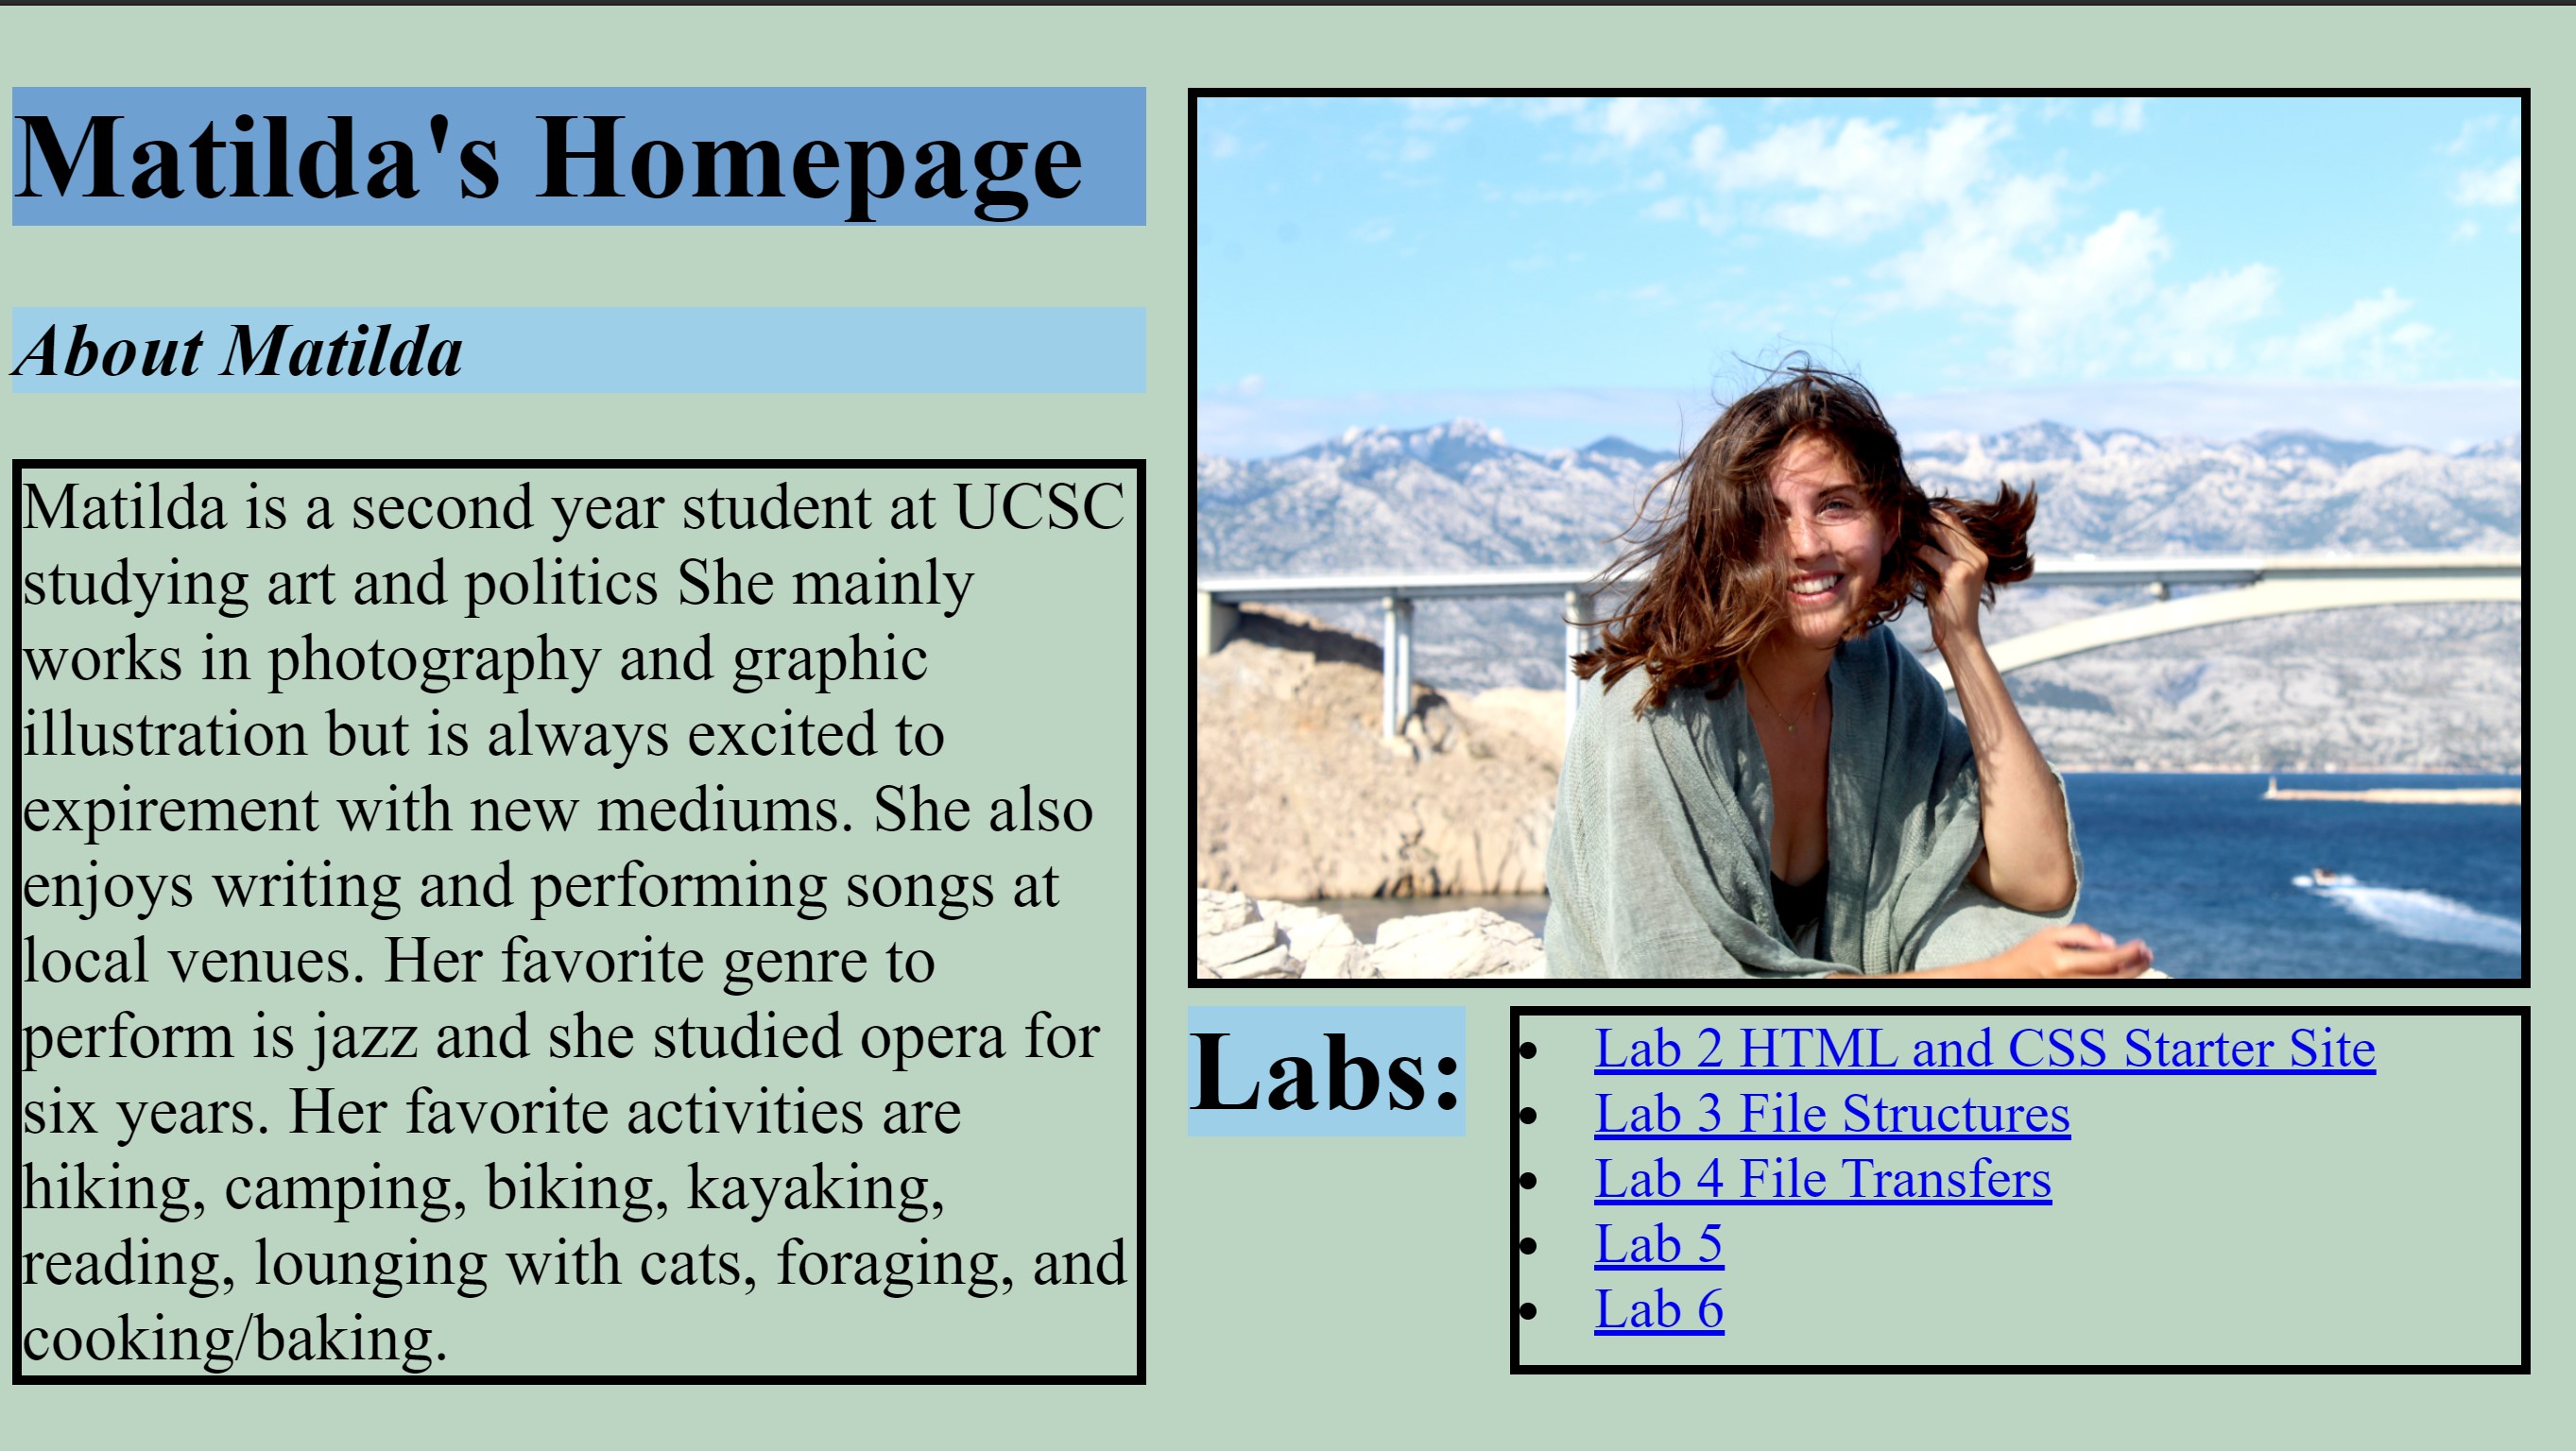 Matilda's Homepage
About Matilda
Matilda is a second year student at UCSC
studying art and politics She mainly
works in photography and graphic
illustration but is always excited to
expirement with new mediums. She also
enjoys writing and performing songs at
local venues. Her favorite genre to
perform is jazz and she studied opera for
six years. Her favorite activities are
hiking, camping, biking, kayaking,
reading, lounging with cats, foraging, and
cooking/baking.
Labs:
Lab 2 HTML and CSS Starter Site
Lab 3 File Structures
Lab 4 File Transfers
Lab 5
Lab 6